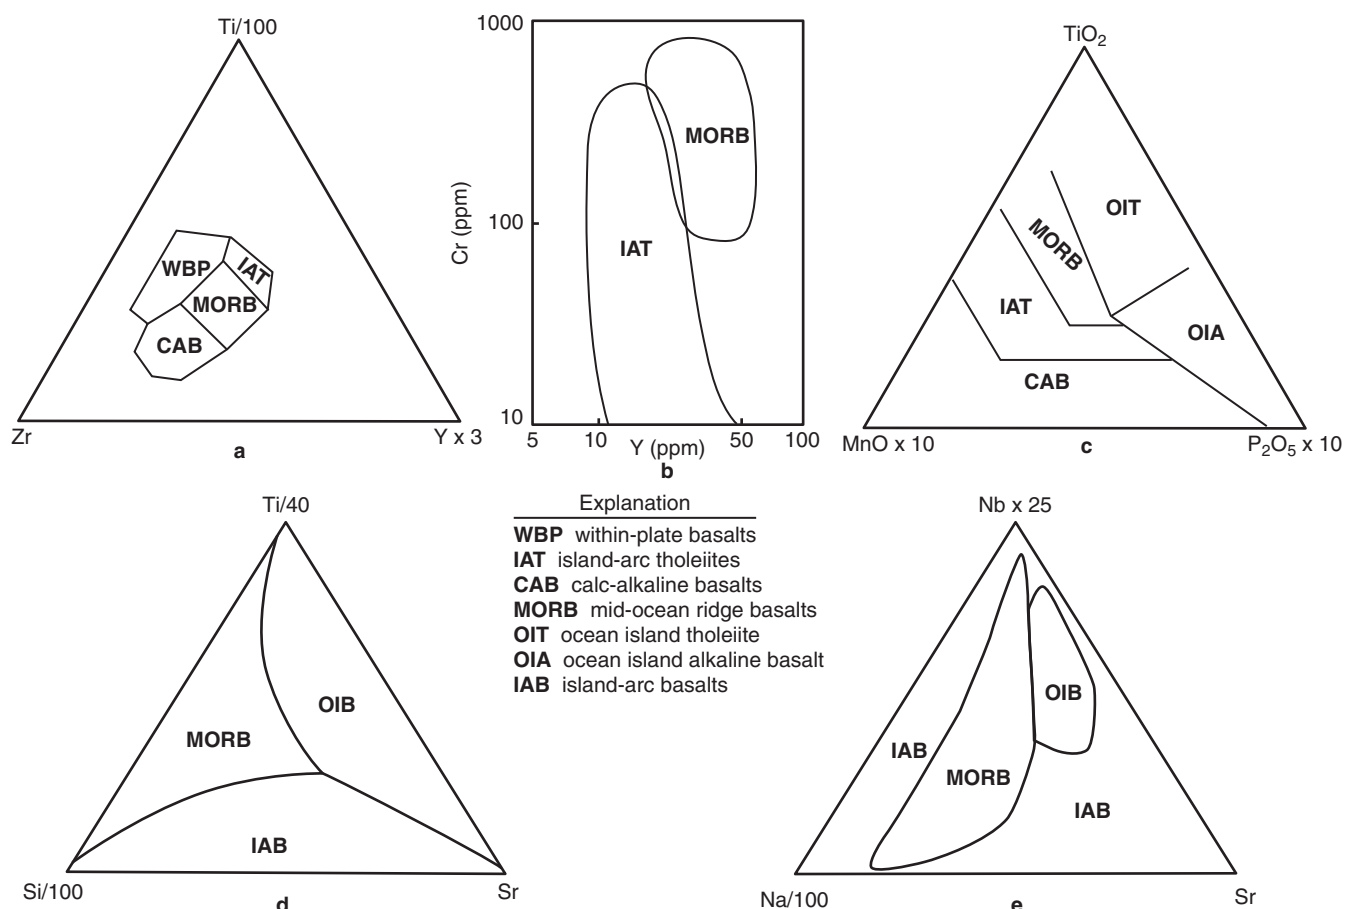 Ti/100
WBP
IAT
MORB
CAB
Zr
Y x 3
a
1000
100
10
Cr (ppm)
MORB
IAT
5
10
50
100
Y (ppm)
b
TiO₂
OIT
MORB
IAT
OIA
CAB
MnO x 10
P₂O₅ x 10
c
Ti/40
OIB
MORB
IAB
Si/100
Sr
d
Explanation
WBP within-plate basalts
IAT island-arc tholeiites
CAB calc-alkaline basalts
MORB mid-ocean ridge basalts
OIT ocean island tholeiite
OIA ocean island alkaline basalt
IAB island-arc basalts
Nb x 25
OIB
IAB
MORB
IAB
Na/100
Sr
e